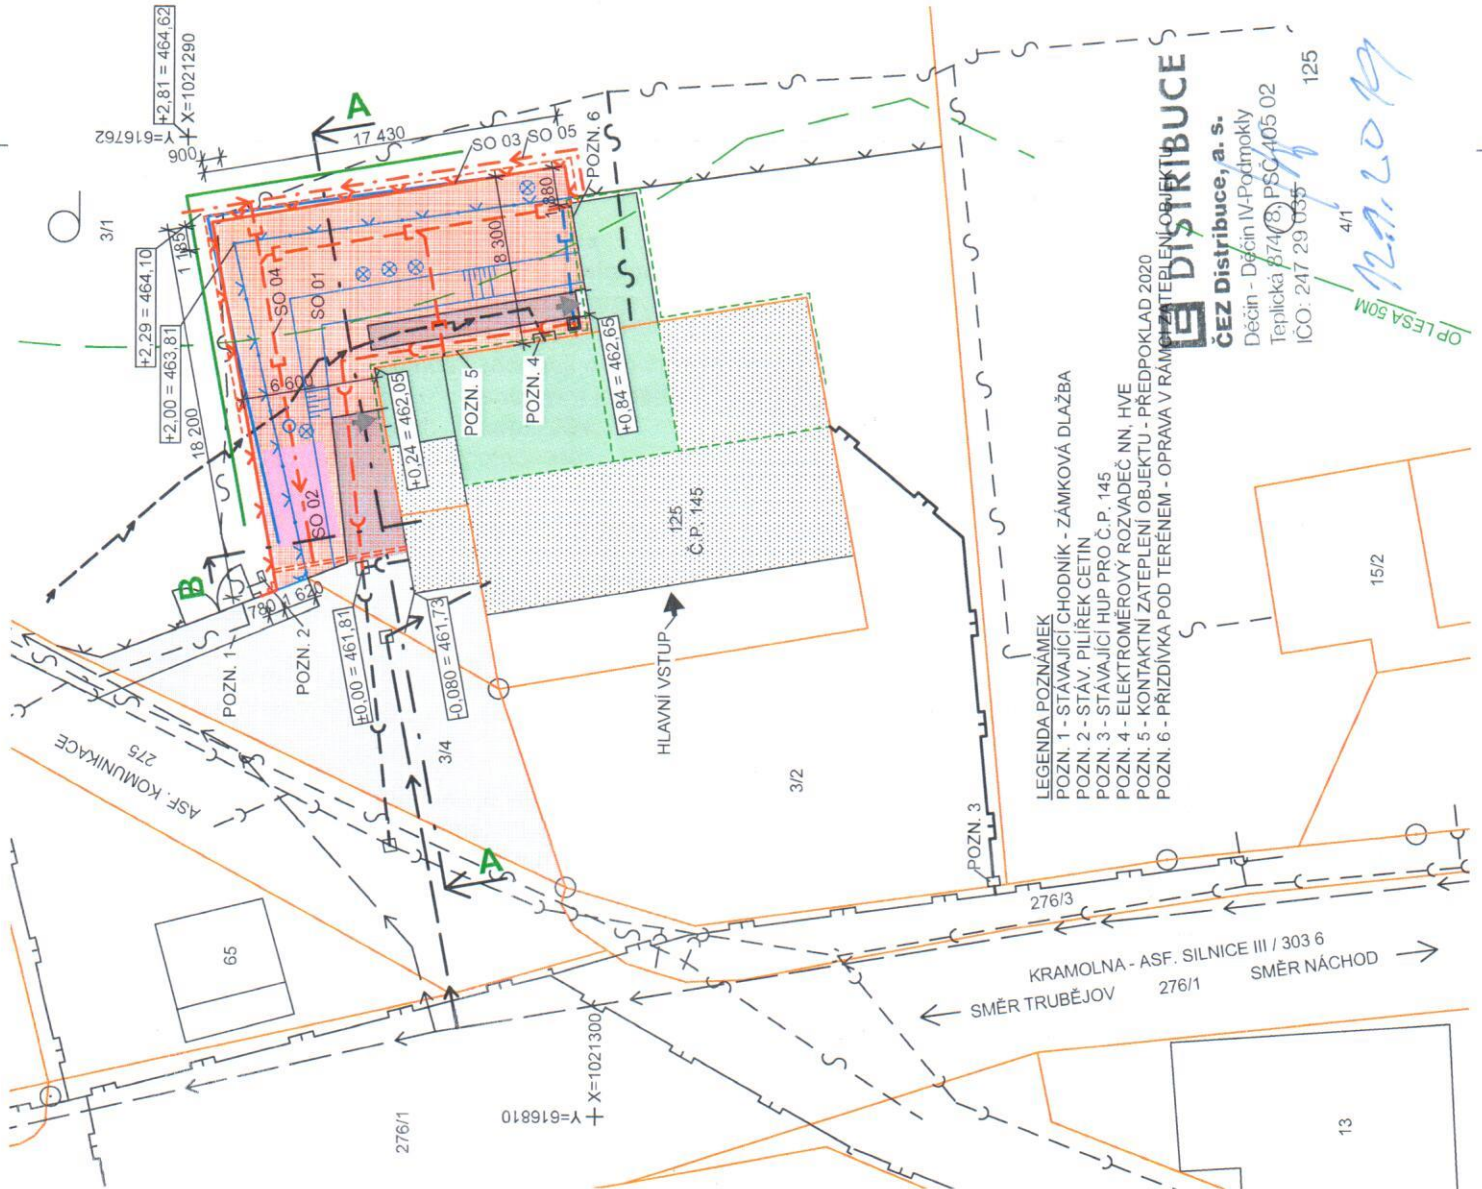 +2,81 = 464,62
Y=616762
X=1021290
3/1
900
17 430
A
SO 03
SO 05
POZN. 6
1 185
+2,29 = 464,10
+2,00 = 463,81
18 200
SO 04
SO 01
1 880
8 300
6 600
SO 02
B
780
1 620
POZN. 1
POZN. 2
+0,24 = 462,05
POZN. 5
POZN. 4
+0,84 = 462,65
±0,00 = 461,81
-0,080 = 461,73
3/4
ASF. KOMUNIKACE
275
A
125
Č.P. 145
HLAVNÍ VSTUP
3/2
POZN. 3
65
276/1
Y=616810
X=1021300
276/3
KRAMOLNA - ASF. SILNICE III / 303 6
SMĚR TRUBĚJOV
276/1
SMĚR NÁCHOD
13
15/2
4/1
OP LESA 50M
LEGENDA POZNÁMEK
POZN. 1 - STÁVAJÍCÍ CHODNÍK - ZÁMKOVÁ DLAŽBA
POZN. 2 - STÁV. PILÍŘEK CETIN
POZN. 3 - STÁVAJÍCÍ HUP PRO Č.P. 145
POZN. 4 - ELEKTROMĚROVÝ ROZVADĚČ NN, HVE
POZN. 5 - KONTAKTNÍ ZATEPLENÍ OBJEKTU - PŘEDPOKLAD 2020
POZN. 6 - PŘIZDÍVKA POD TERÉNEM - OPRAVA V RÁMCI ZATEPLENÍ OBJEKTU
DISTRIBUCE
ČEZ Distribuce, a. s.
Děčín - Děčín IV-Podmokly
Teplická 874/8, PSČ 405 02
IČO: 247 29 035
125